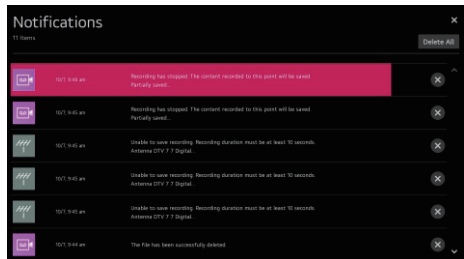 Notifications
11 items
Delete All
10/7, 9:46 am
Recording has stopped. The content recorded to this point will be saved.
Partially saved...
10/7, 9:45 am
Recording has stopped. The content recorded to this point will be saved.
Partially saved...
10/7, 9:45 am
Unable to save recording. Recording duration must be at least 10 seconds.
Antenna DTV 7 7 Digital...
10/7, 9:45 am
Unable to save recording. Recording duration must be at least 10 seconds.
Antenna DTV 7 7 Digital...
10/7, 9:45 am
Unable to save recording. Recording duration must be at least 10 seconds.
Antenna DTV 7 7 Digital...
10/7, 9:44 am
The file has been successfully deleted.